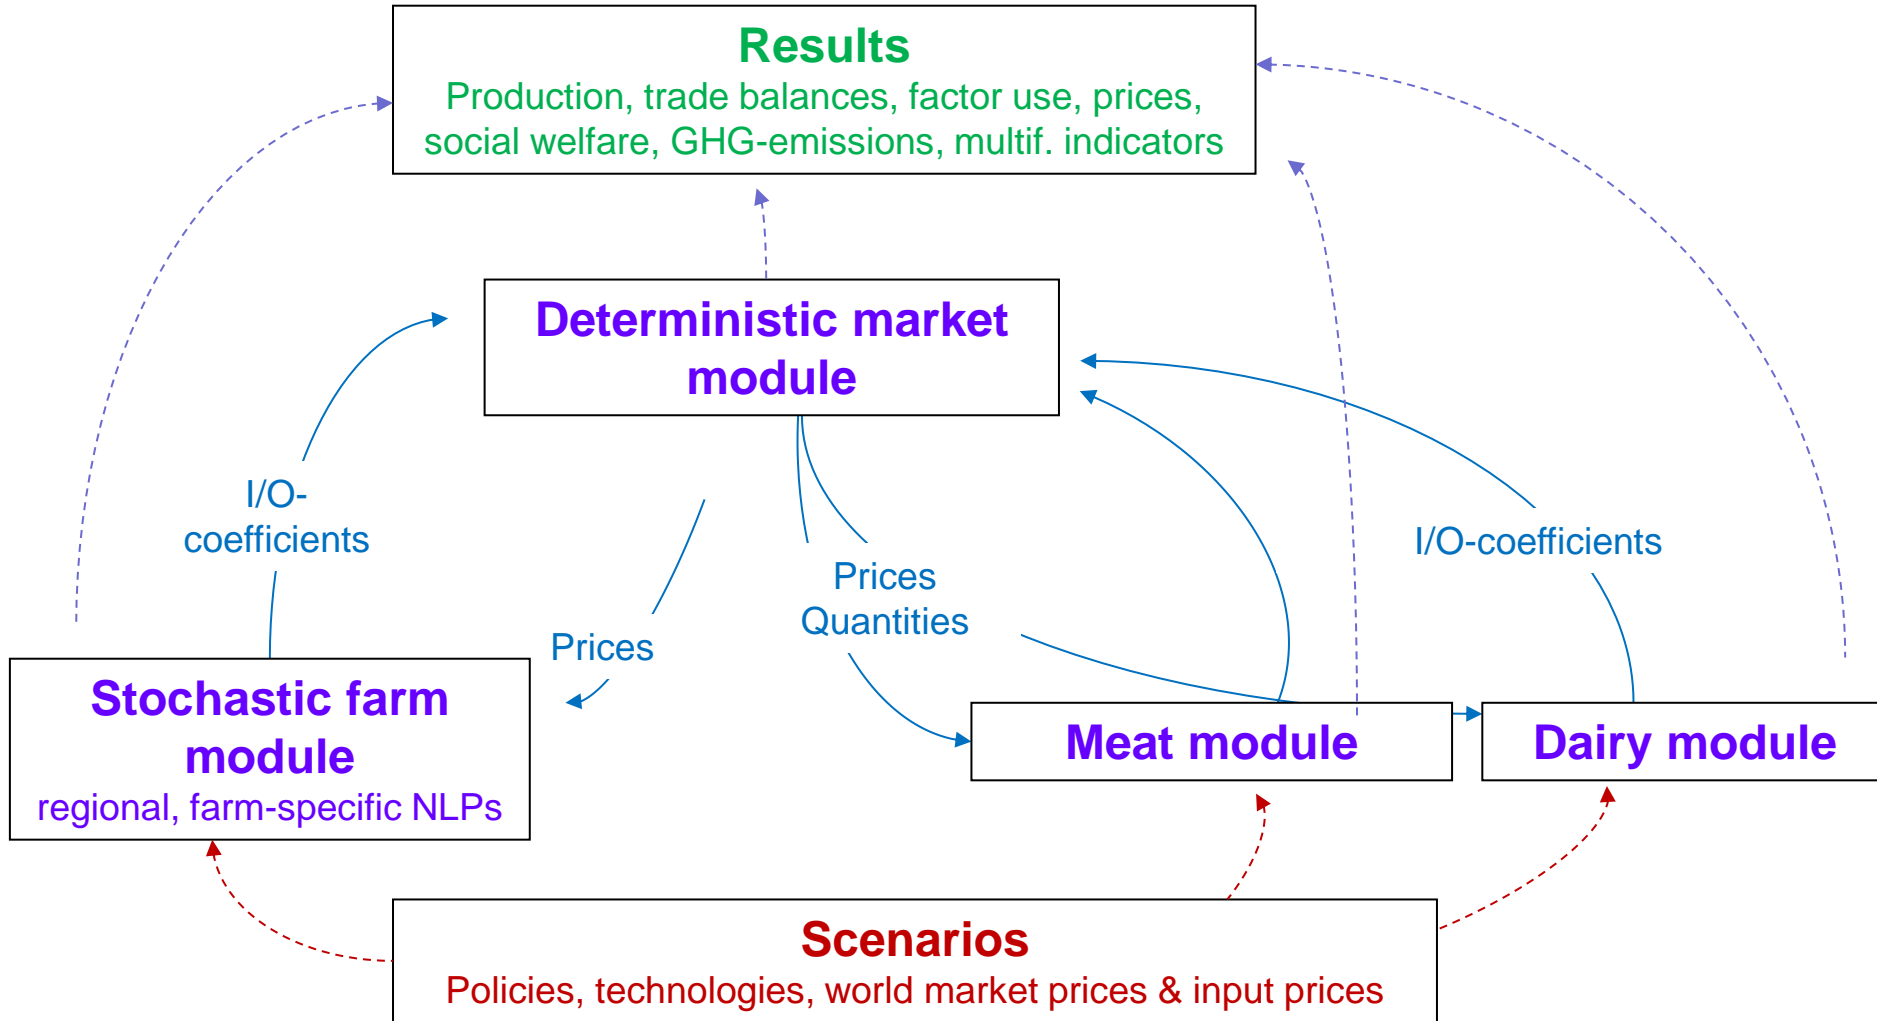 Results
Production, trade balances, factor use, prices,
social welfare, GHG-emissions, multif. indicators
Deterministic market
module
I/O-
coefficients
I/O-coefficients
Prices
Quantities
Prices
Stochastic farm
module
regional, farm-specific NLPs
Meat module
Dairy module
Scenarios
Policies, technologies, world market prices & input prices